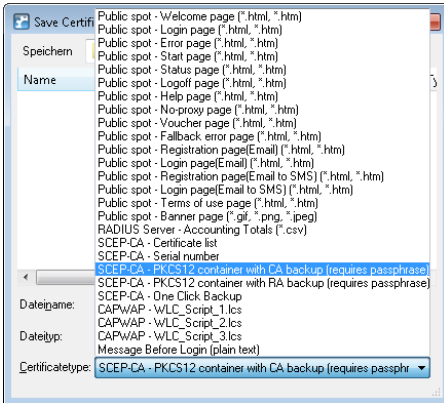 Save Certifi
Speichern
Name
Public spot - Welcome page (*.html, *.htm)
Public spot - Login page (*.html, *.htm)
Public spot - Error page (*.html, *.htm)
Public spot - Start page (*.html, *.htm)
Public spot - Status page (*.html, *.htm)
Public spot - Logoff page (*.html, *.htm)
Public spot - Help page (*.html, *.htm)
Public spot - No-proxy page (*.html, *.htm)
Public spot - Voucher page (*.html, *.htm)
Public spot - Fallback error page (*.html, *.htm)
Public spot - Registration page(Email) (*.html, *.htm)
Public spot - Login page(Email) (*.html, *.htm)
Public spot - Registration page(Email to SMS) (*.html, *.htm)
Public spot - Login page(Email to SMS) (*.html, *.htm)
Public spot - Terms of use page (*.html, *.htm)
Public spot - Banner page (*.gif, *.png, *.jpeg)
RADIUS Server - Accounting Totals (*.csv)
SCEP-CA - Certificate list
SCEP-CA - Serial number
SCEP-CA - PKCS12 container with CA backup (requires passphrase)
SCEP-CA - PKCS12 container with RA backup (requires passphrase)
SCEP-CA - One Click Backup
CAPWAP - WLC_Script_1.lcs
CAPWAP - WLC_Script_2.lcs
CAPWAP - WLC_Script_3.lcs
Message Before Login (plain text)
Dateiname:
Dateityp:
Certificatetype: SCEP-CA - PKCS12 container with CA backup (requires passphr